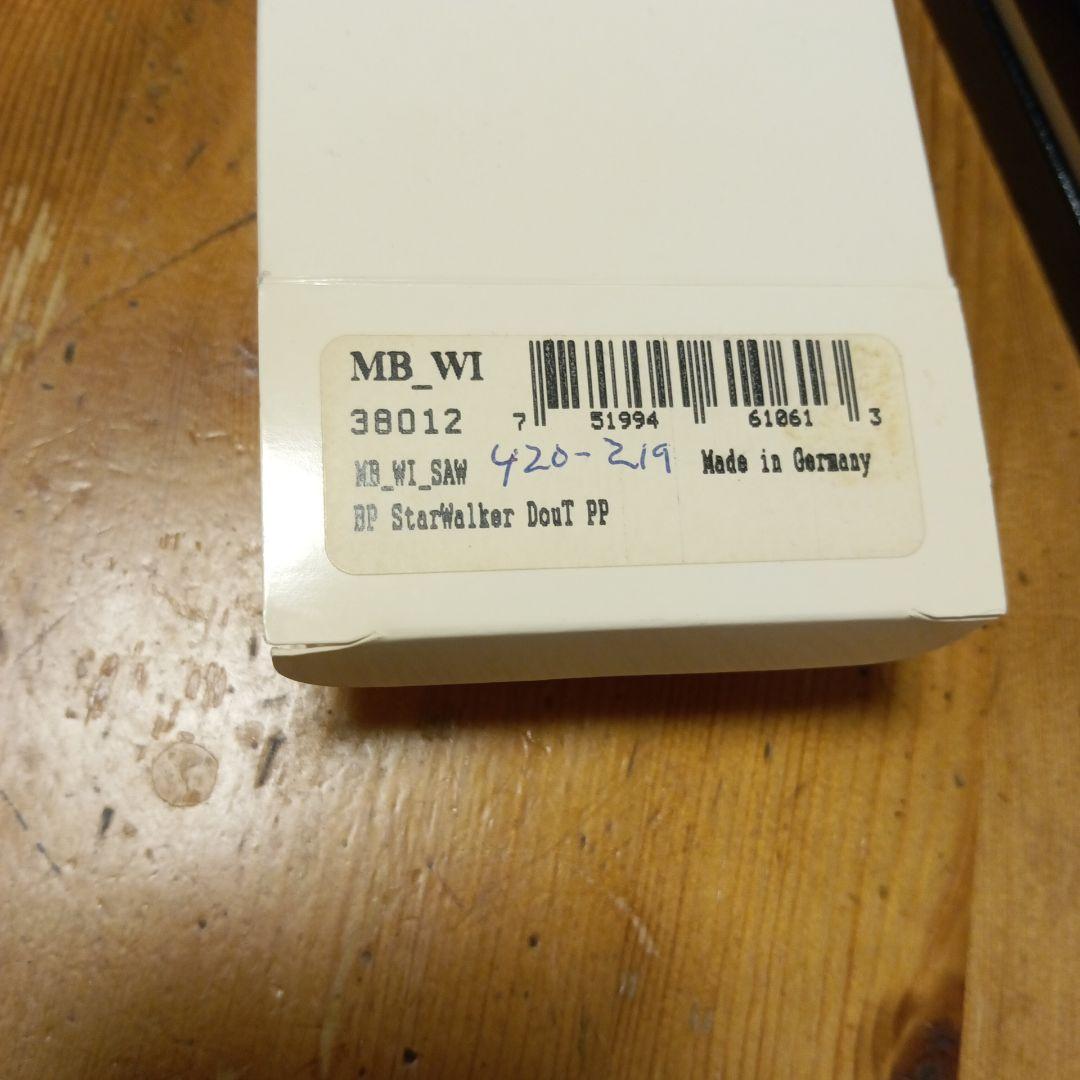 MB_WI
38012
7 51994 61061 3
MB_WI_SAW 420-219 Made in Germany
BP StarWalker DouT PP